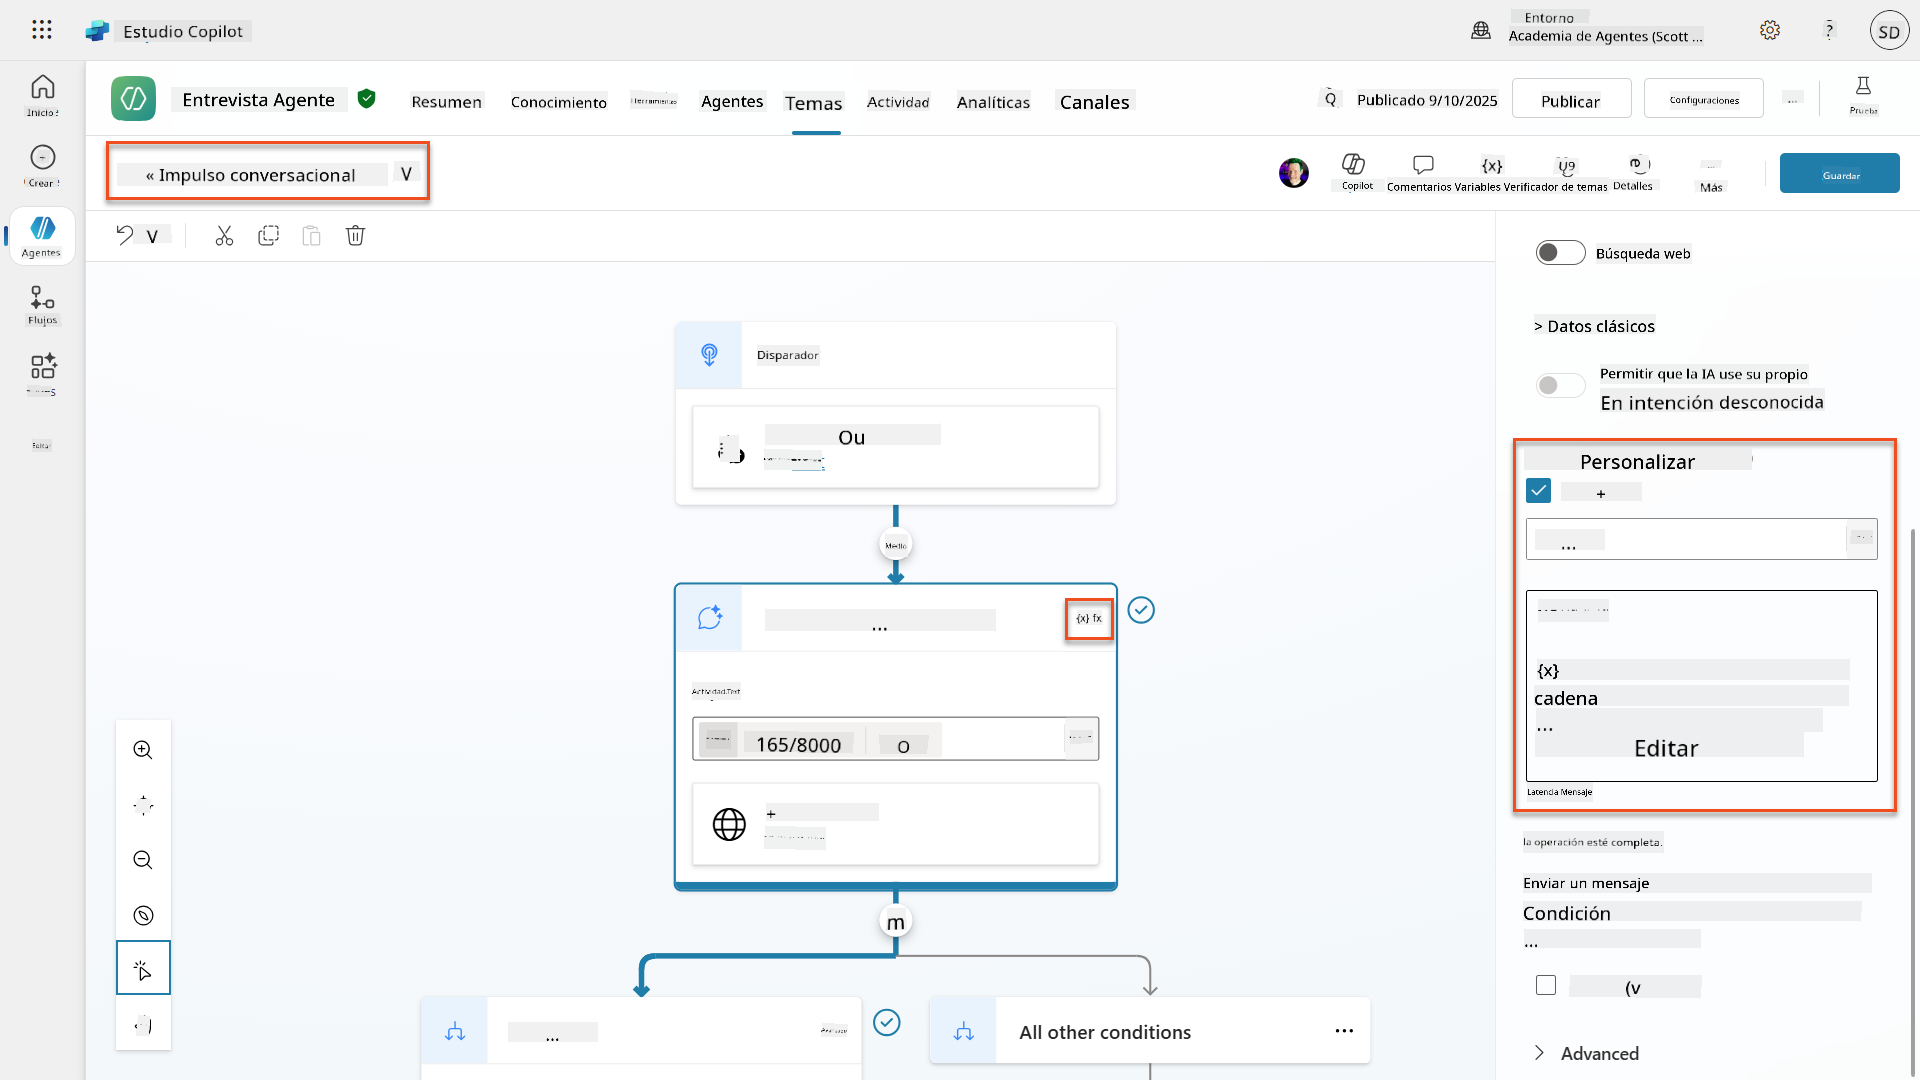 Estudio Copilot
Entorno
Academia de Agentes (Scott ...
?
SD
Inicio
Crear
Agentes
Flujos
Editar
Entrevista Agente
Resumen
Conocimiento
Herramientas
Agentes
Temas
Actividad
Analíticas
Canales
Q
Publicado 9/10/2025
Publicar
Configuraciones
...
Prueba
« Impulso conversacional
V
Copilot
Comentarios
{x}
Variables
Verificador de temas
Detalles
...
Más
Guardar
V
Disparador
Ou
Medio
...
{x} fx
Actividad.Text
165/8000
O
+
m
...
Avanzado
All other conditions
...
Búsqueda web
> Datos clásicos
Permitir que la IA use su propio
En intención desconocida
Personalizar
+
...
{x}
cadena
...
Editar
Latencia Mensaje
la operación esté completa.
Enviar un mensaje
Condición
...
(v
Advanced